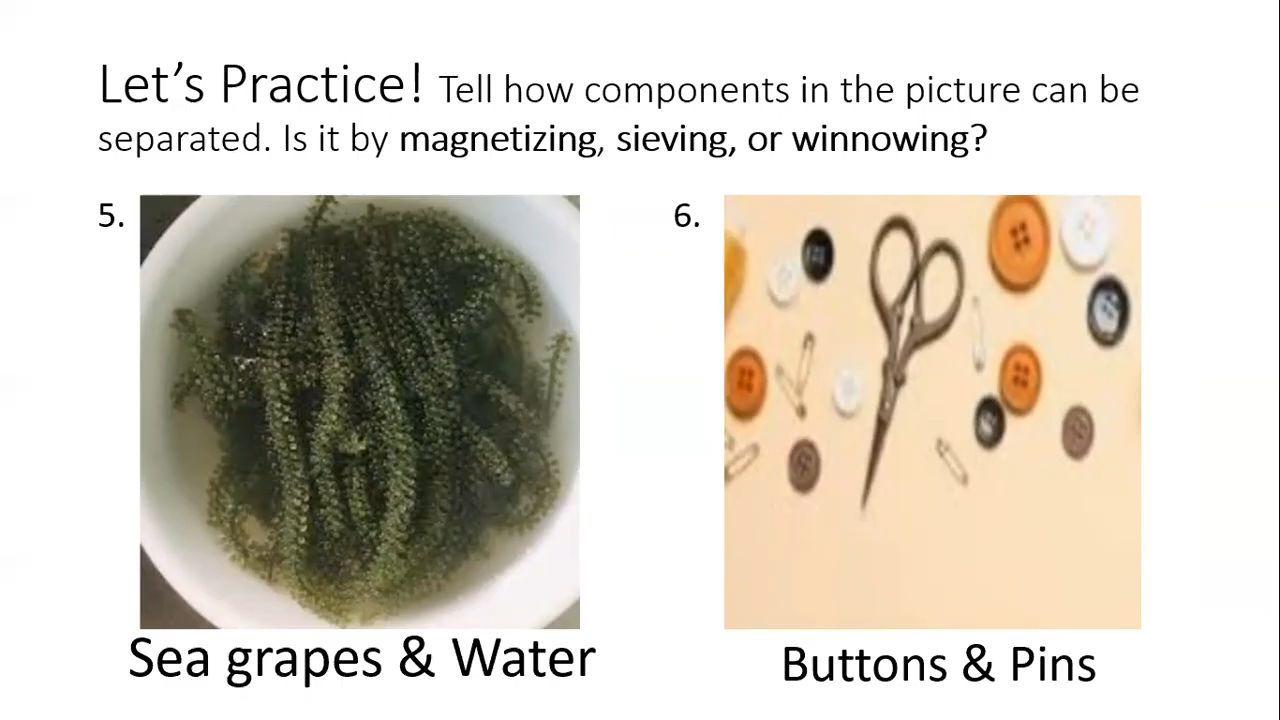 Let's Practice! Tell how components in the picture can be
separated. Is it by magnetizing, sieving, or winnowing?
5.
6.
Sea grapes & Water
Buttons & Pins